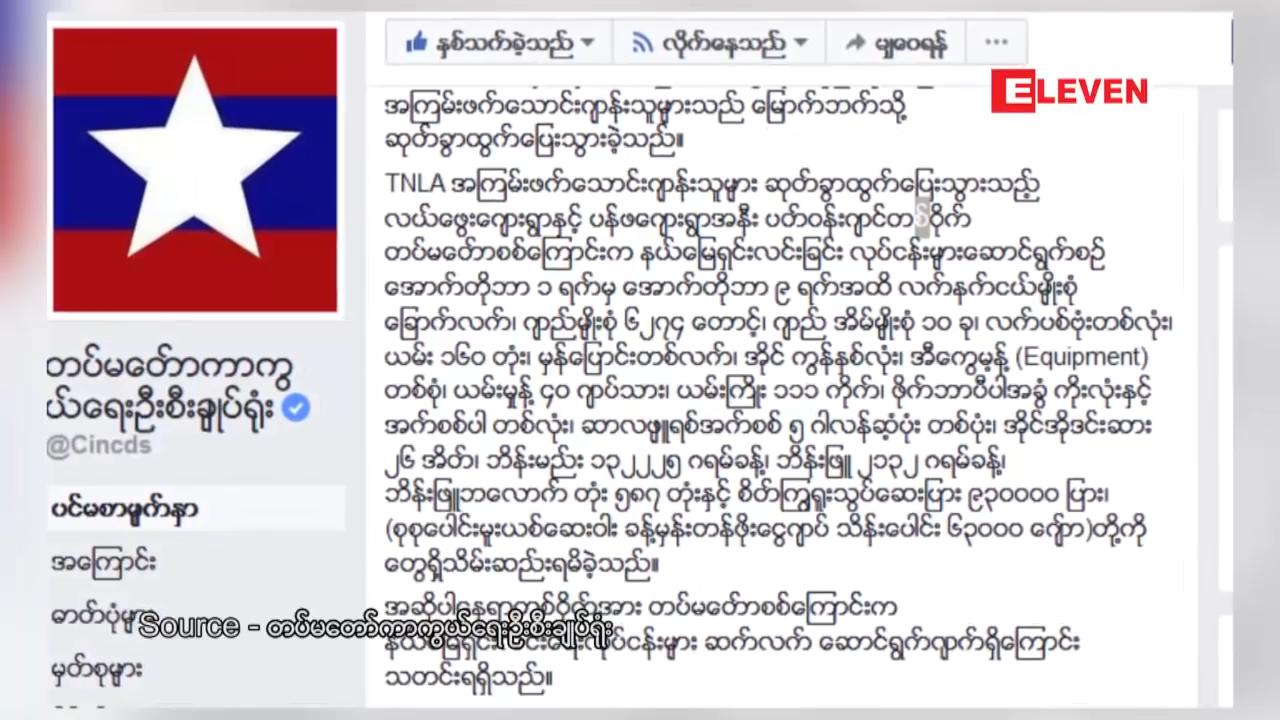 နှစ်သက်ခဲ့သည် လိုက်နေသည် မျှဝေရန်
ELEVEN
အကြမ်းဖက်သောင်းကျန်းသူများသည် မြောက်ဘက်သို့
ဆုတ်ခွာထွက်ပြေးသွားခဲ့သည်။
TNLA အကြမ်းဖက်သောင်းကျန်းသူများ ဆုတ်ခွာထွက်ပြေးသွားသည့်
လယ်ဖွေးကျေးရွာနှင့် ပန်ဖကျေးရွာအနီး ပတ်ဝန်းကျင်တစ်ဝိုက်
တပ်မတော်စစ်ကြောင်းက နယ်မြေရှင်းလင်းခြင်း လုပ်ငန်းများဆောင်ရွက်စဉ်
အောက်တိုဘာ ၁ ရက်မှ အောက်တိုဘာ ၉ ရက်အထိ လက်နက်ငယ်မျိုးစုံ
ခြောက်လက်၊ ကျည်မျိုးစုံ ၆၂၇၄ တောင့်၊ ကျည် အိမ်မျိုးစုံ ၁၀ ခု၊ လက်ပစ်ဗုံးတစ်လုံး၊
ယမ်း ၁၆၀ တုံး၊ မှန်ပြောင်းတစ်လက်၊ အိုင် ကွန်နှစ်လုံး၊ အီကွေမ့န့် (Equipment)
တစ်စုံ၊ ယမ်းမှုန့် ၄၀ ကျပ်သား၊ ယမ်းကြိုး ၁၁၁ ကိုက်၊ ဖိုက်ဘာပီပါအခွံ ကိုးလုံးနှင့်
အက်စစ်ပါ တစ်လုံး၊ ဆာလဖျူရစ်အက်စစ် ၅ ဂါလန်ဆံ့ပုံး တစ်ပုံး၊ အိုင်အိုဒင်းဆား
၂၆ အိတ်၊ ဘိန်းမည်း ၁၃၂၂၂၅ ဂရမ်ခန့်၊ ဘိန်းဖြူ ၂၁၃၂ ဂရမ်ခန့်၊
ဘိန်းဖြူဘလောက် တုံး ၅၈၇ တုံးနှင့် စိတ်ကြွရူးသွပ်ဆေးပြား ၉၃၀၀၀၀ ပြား၊
(စုစုပေါင်းမူးယစ်ဆေးဝါး ခန့်မှန်းတန်ဖိုးငွေကျပ် သိန်းပေါင်း ၆၃၀၀၀ ကျော်)တို့ကို
တွေ့ရှိသိမ်းဆည်းရမိခဲ့သည်။
အဆိုပါနေရာတစ်ဝိုက်အား တပ်မတော်စစ်ကြောင်းက
နယ်မြေရှင်းလင်းရေးလုပ်ငန်းများ ဆက်လက် ဆောင်ရွက်လျက်ရှိကြောင်း
သတင်းရရှိသည်။
တပ်မတော်ကာကွ
ယ်ရေးဦးစီးချုပ်ရုံး
@Cincds
ပင်မစာမျက်နှာ
အကြောင်း
ဓာတ်ပုံများ
မှတ်စုများ
Source - တပ်မတော်ကာကွယ်ရေးဦးစီးချုပ်ရုံး